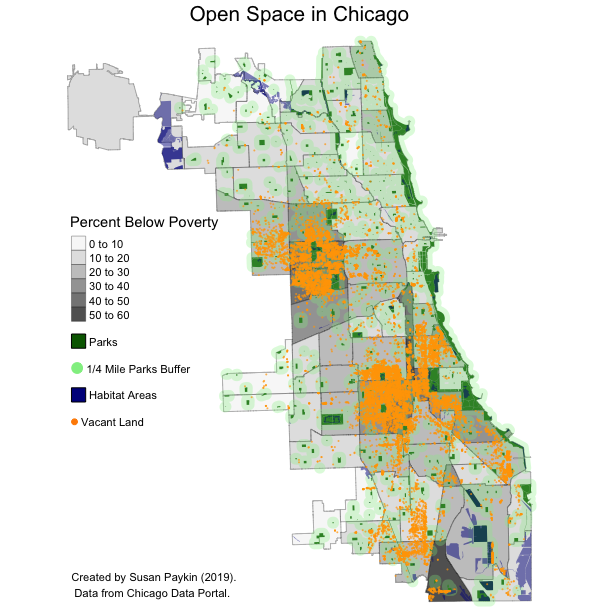 Open Space in Chicago
Percent Below Poverty
0 to 10
10 to 20
20 to 30
30 to 40
40 to 50
50 to 60
Parks
1/4 Mile Parks Buffer
Habitat Areas
Vacant Land
Created by Susan Paykin (2019).
Data from Chicago Data Portal.